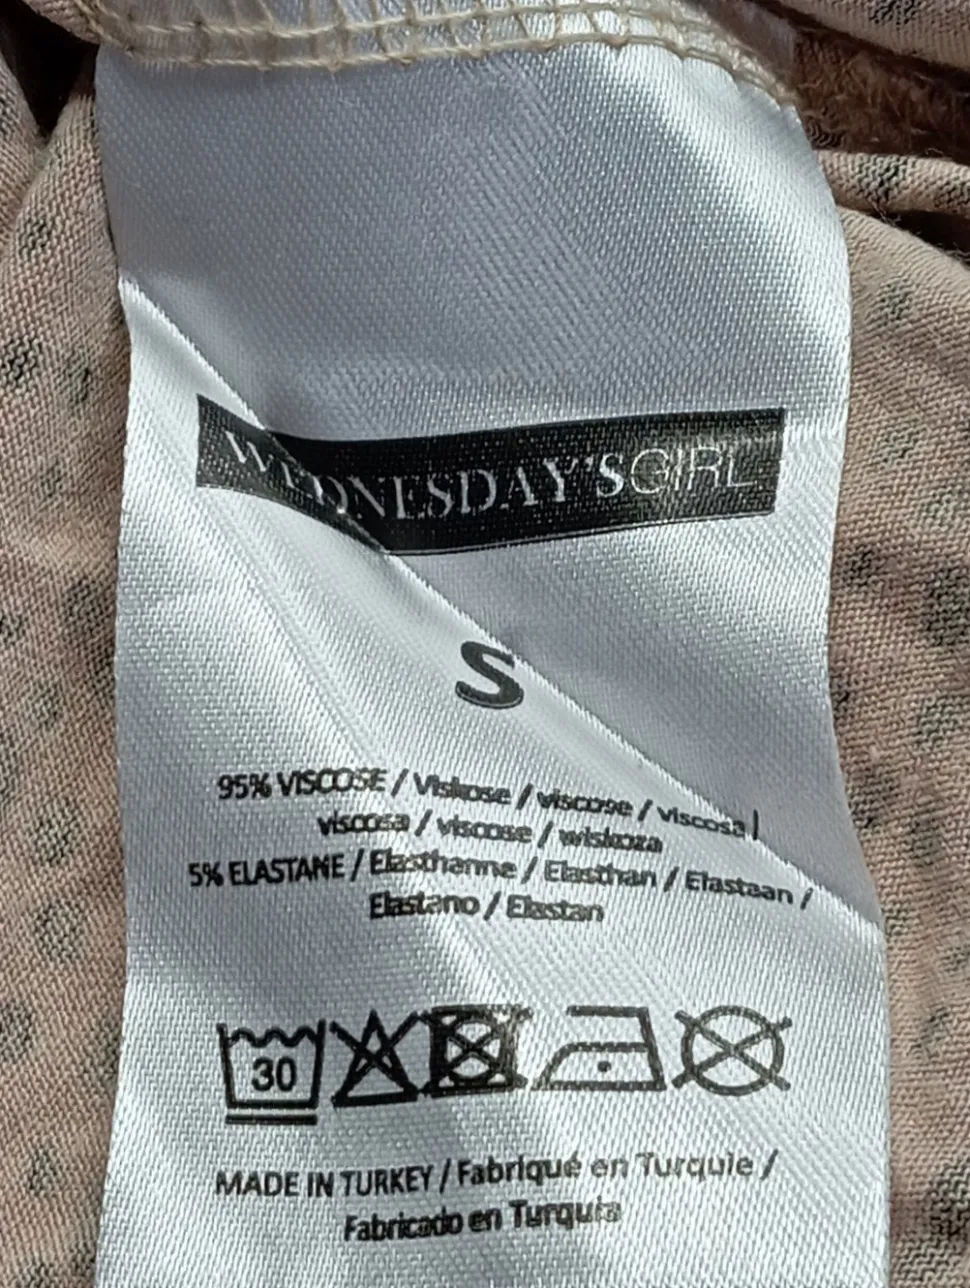 WEDNESDAY'SGIRL
S
95% VISCOSE / Viskose / viscose / viscosa /
viscosa / viscose / wiskoza
5% ELASTANE / Elasthanne / Elasthan / Elastaan /
Elastano / Elastan
30
MADE IN TURKEY / Fabriqué en Turquie /
Fabricado en Turquia